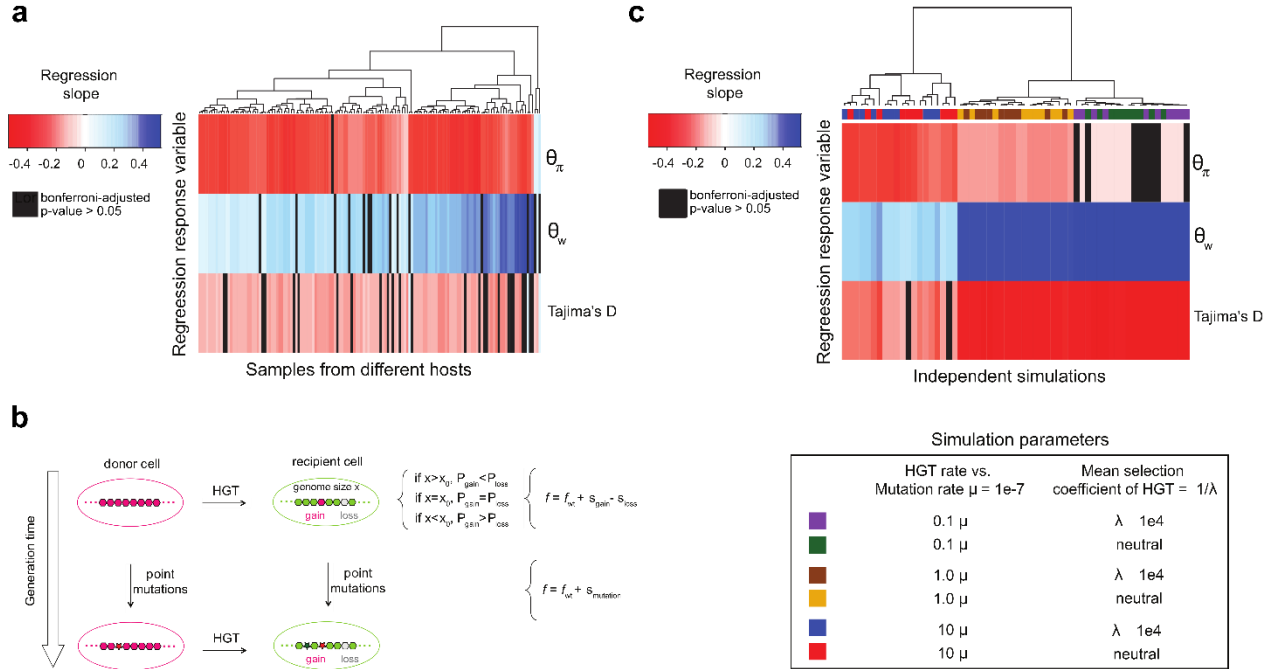 a
Regression
slope
-0.4 -0.2 0 0.2 0.4
bonferroni-adjusted
p-value > 0.05
Regression response variable
θπ
θw
Tajima's D
Samples from different hosts
c
Regression
slope
-0.4 -0.2 0 0.2 0.4
bonferroni-adjusted
p-value > 0.05
Regreession response variable
θπ
θw
Tajima's D
Independent simulations
b
Generation time
donor cell
recipient cell
HGT
genome size x
gain loss
if x>x0, Pgain<Ploss
if x=x0, Pgain=Pcss
if x<x0, Pgain>Pcss
f = fwt + sgain- sloss
point
mutations
point
mutations
f = fwt + smutation
HGT
gain loss
Simulation parameters
HGT rate vs.
Mutation rate μ = 1e-7
Mean selection
coefficient of HGT = 1/λ
0.1 μ λ 1e4
0.1 μ neutral
1.0 μ λ 1e4
1.0 μ neutral
10 μ λ 1e4
10 μ neutral